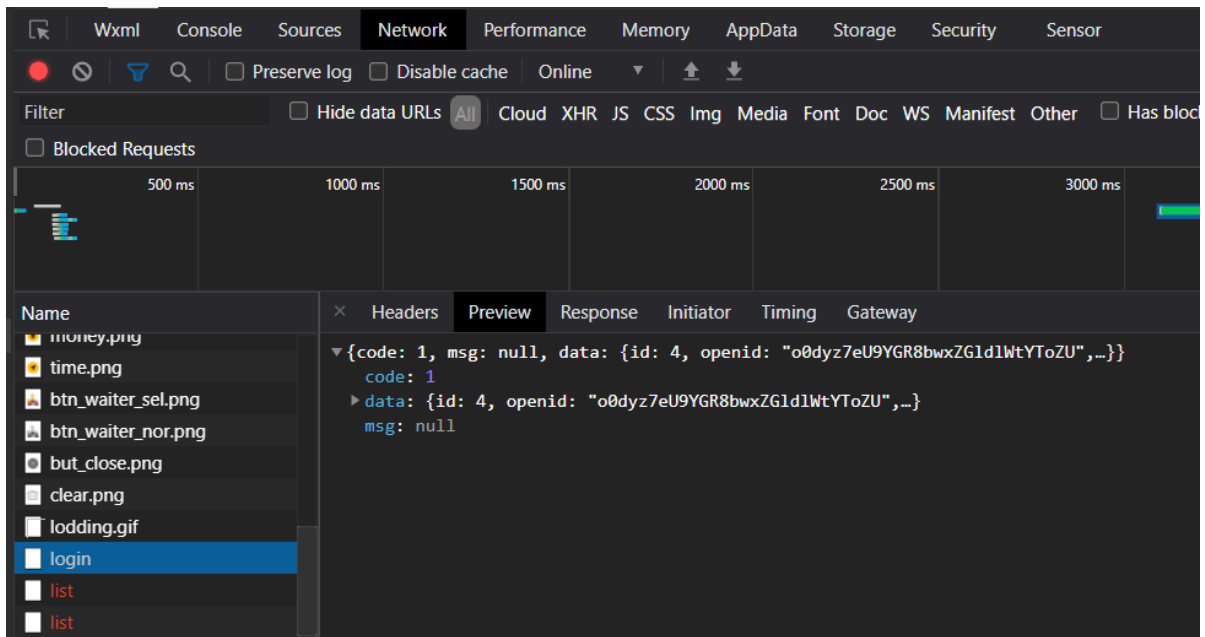 Wxml Console Sources Network Performance Memory AppData Storage Security Sensor
Preserve log Disable cache Online
Filter Hide data URLs All Cloud XHR JS CSS Img Media Font Doc WS Manifest Other Has bloc
Blocked Requests
500 ms 1000 ms 1500 ms 2000 ms 2500 ms 3000 ms
Name × Headers Preview Response Initiator Timing Gateway
money.png
time.png
btn_waiter_sel.png
btn_waiter_nor.png
but_close.png
clear.png
lodding.gif
login
list
list
▼{code: 1, msg: null, data: {id: 4, openid: "o0dyz7eU9YGR8bwxZGldlWtYToZU",…}}
code: 1
▶data: {id: 4, openid: "o0dyz7eU9YGR8bwxZGldlWtYToZU",…}
msg: null